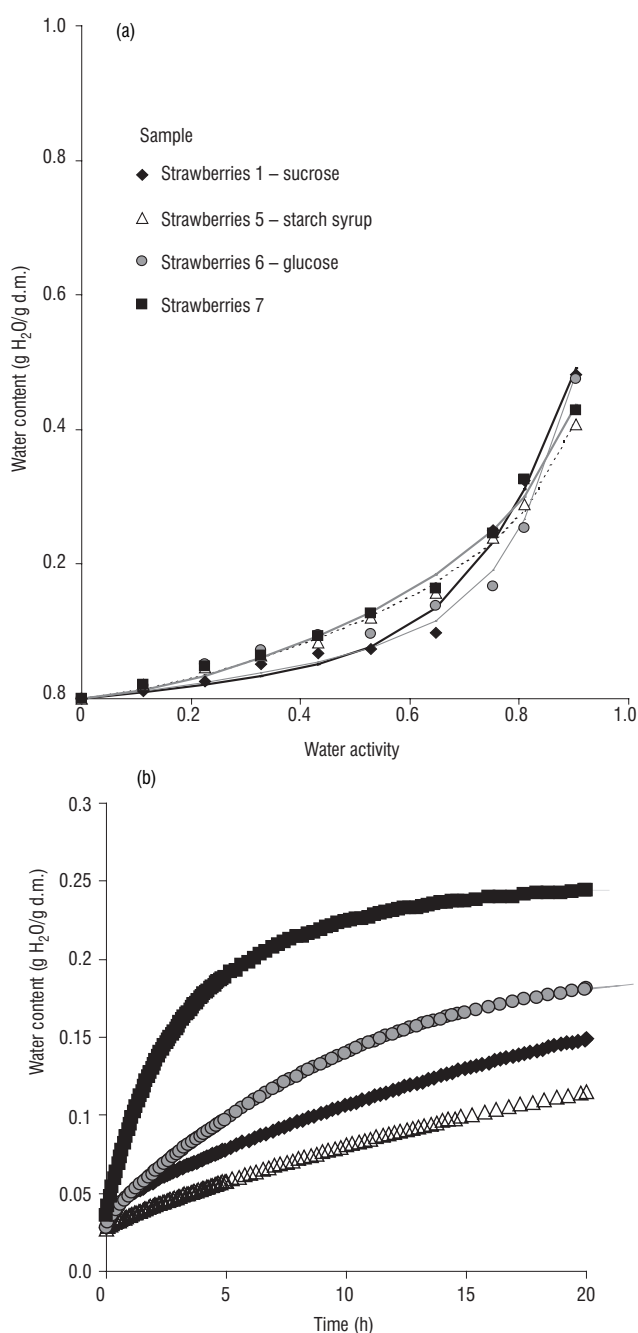 (a)
1.0
0.8
0.6
0.4
0.2
0.8
Water content (g H₂O/g d.m.)
Sample
Strawberries 1 – sucrose
Strawberries 5 – starch syrup
Strawberries 6 – glucose
Strawberries 7
0 0.2 0.4 0.6 0.8 1.0
Water activity
(b)
0.3
0.25
0.2
0.15
0.1
0.05
0.0
Water content (g H₂O/g d.m.)
0 5 10 15 20
Time (h)